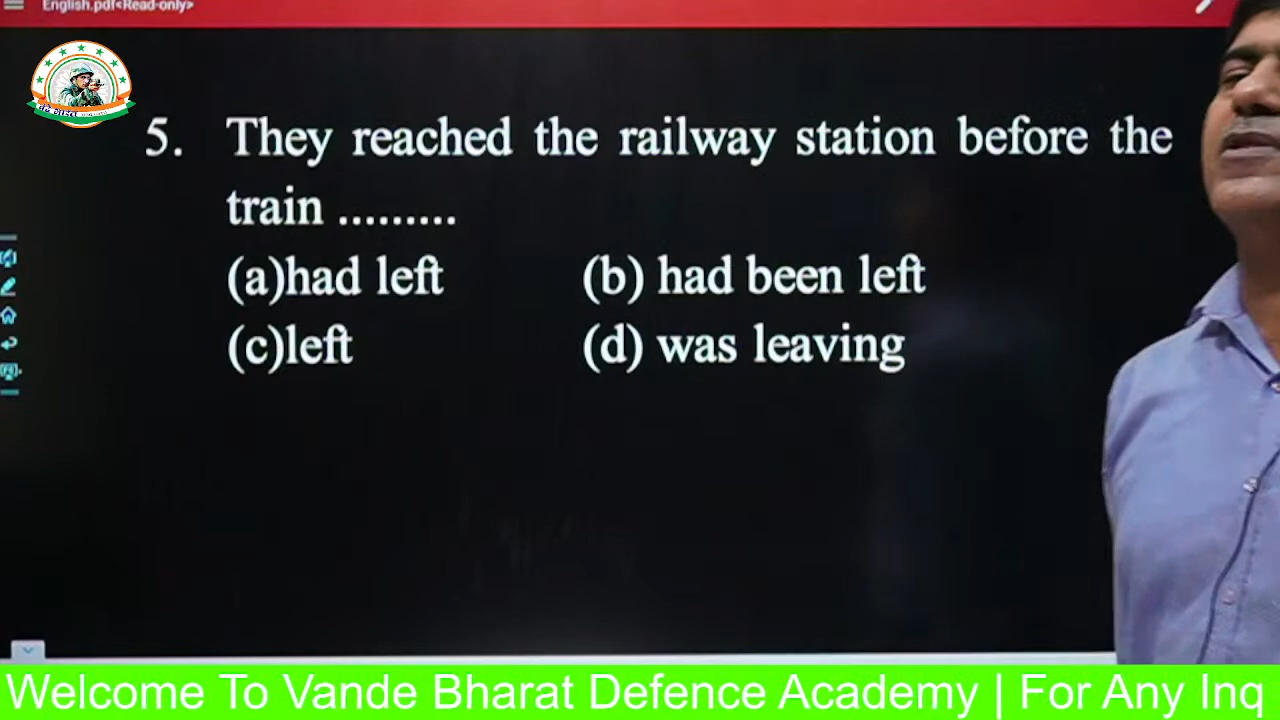 English.pdf<Read-only>
5. They reached the railway station before the
train .........
(a)had left (b) had been left
(c)left (d) was leaving
Welcome To Vande Bharat Defence Academy | For Any Inq